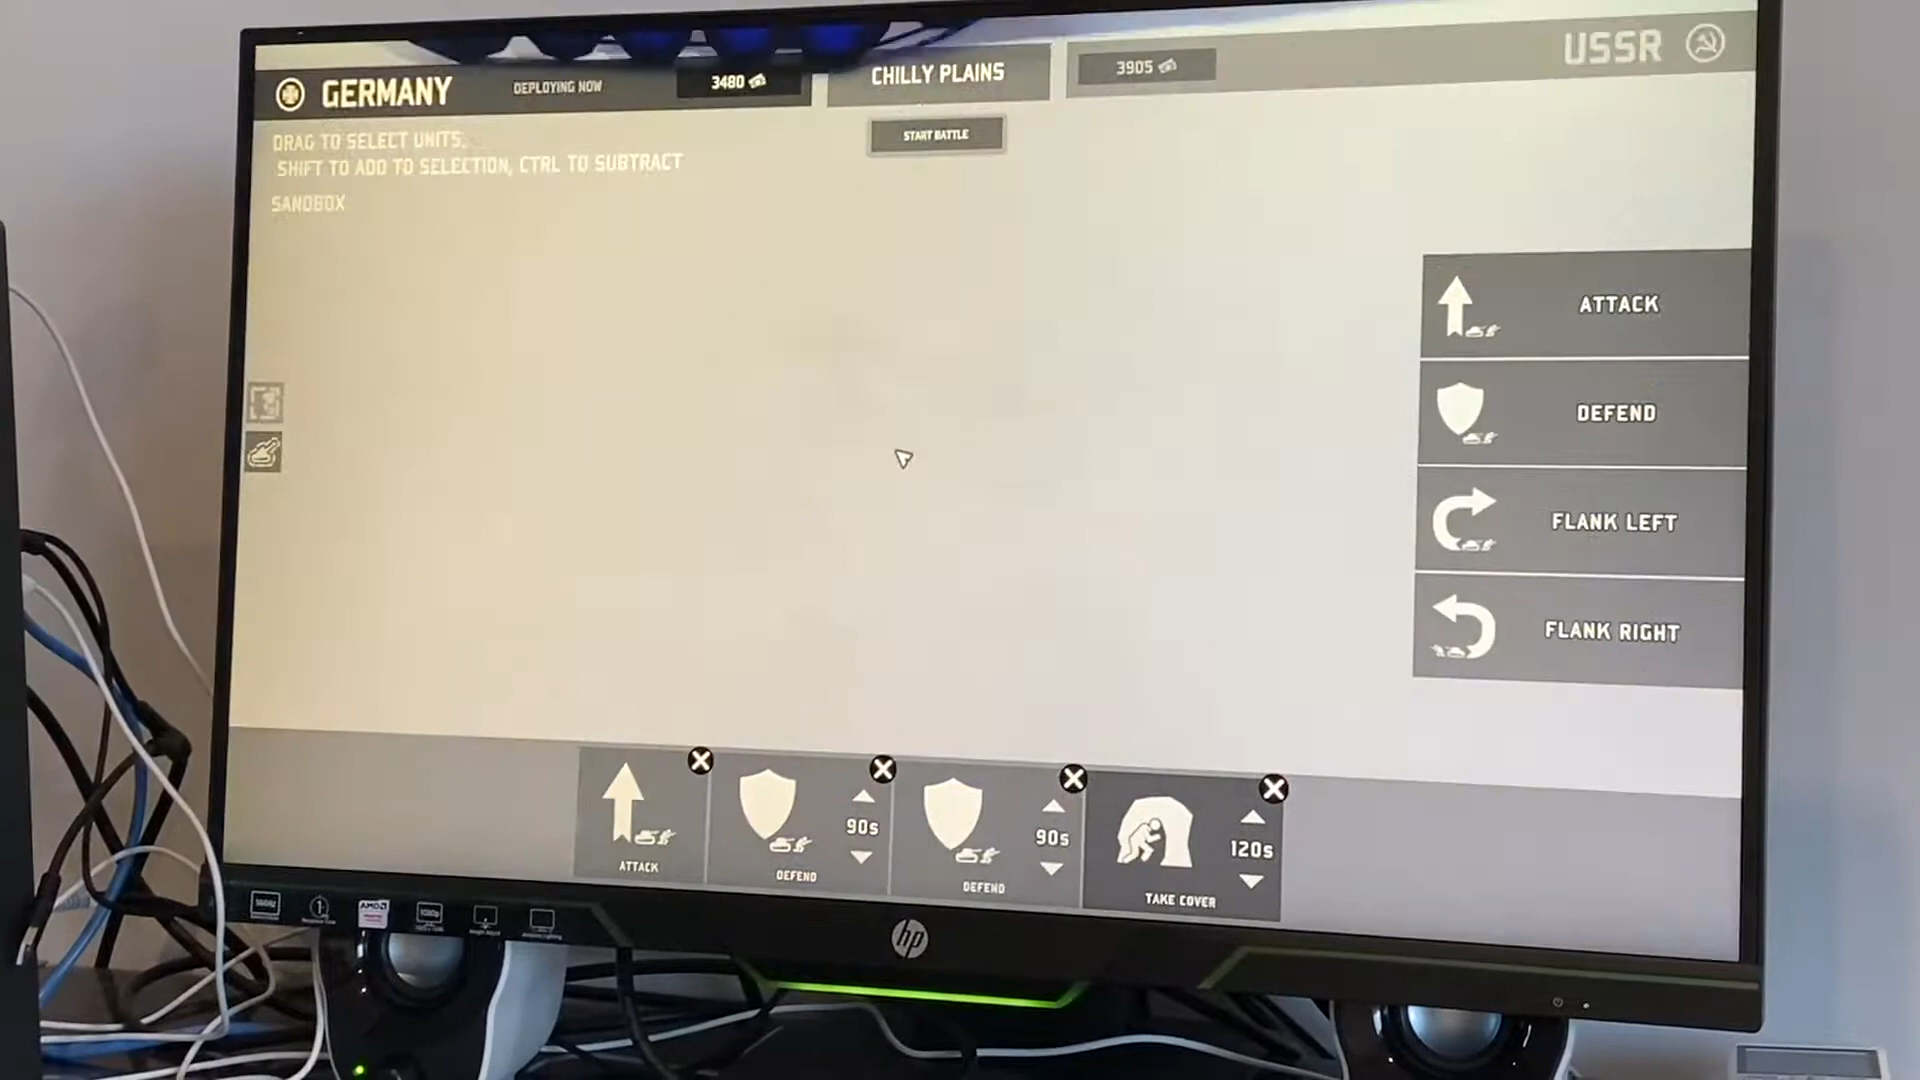 GERMANY
DEPLOYING NOW
3480
CHILLY PLAINS
3905
USSR
START BATTLE
DRAG TO SELECT UNITS,
SHIFT TO ADD TO SELECTION, CTRL TO SUBTRACT
SANDBOX
ATTACK
DEFEND
FLANK LEFT
FLANK RIGHT
ATTACK
90s
DEFEND
90s
DEFEND
120s
TAKE COVER
AMD
hp